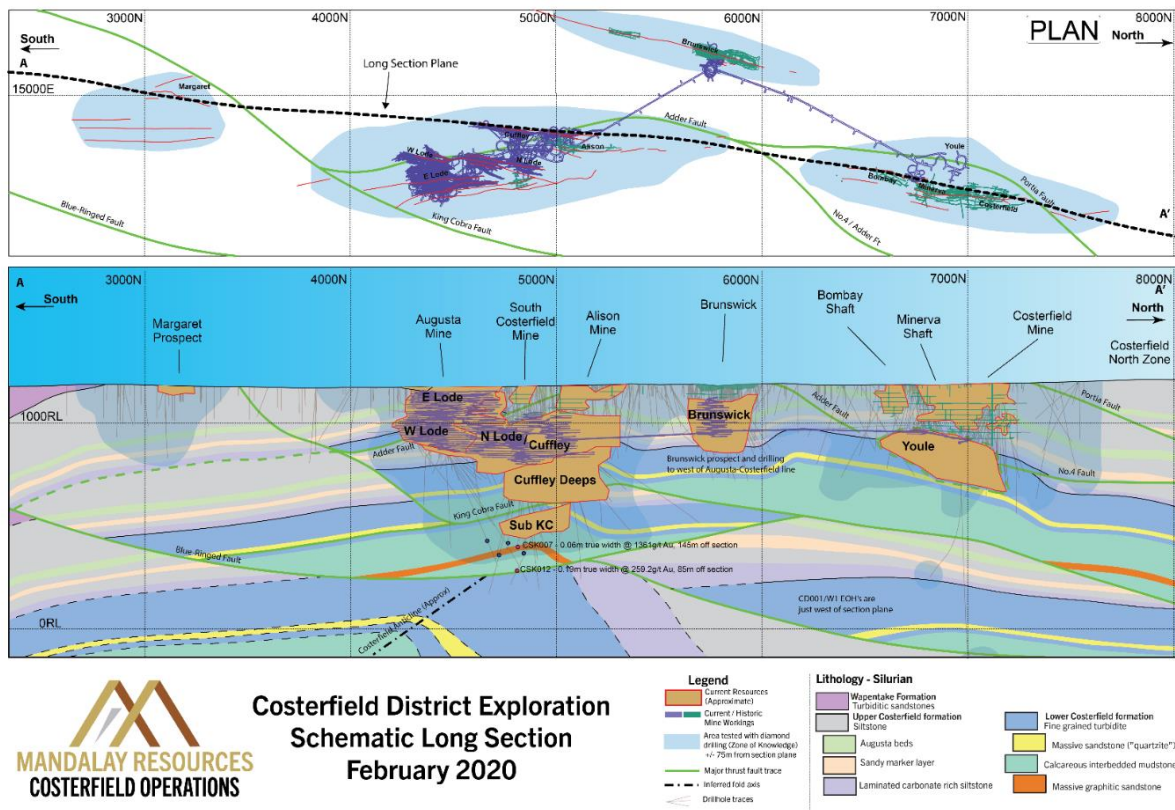 3000N
4000N
5000N
6000N
7000N
8000N
South
A
PLAN
North
Long Section Plane
15000E
Margaret
Brunswick
Adder Fault
Cuffley
Alison
W Lode
N Lode
E Lode
Youle
Bombay
Minerva
Costerfield
Portia Fault
Blue-Ringed Fault
King Cobra Fault
No.4 / Adder Ft
A'
A
3000N
4000N
5000N
6000N
7000N
8000N
A'
South
North
Margaret
Prospect
Augusta
Mine
South
Costerfield
Mine
Alison
Mine
Brunswick
Bombay
Shaft
Minerva
Shaft
Costerfield
Mine
Costerfield
North Zone
1000RL
E Lode
W Lode
N Lode/
Cuffley
Brunswick
Adder Fault
Portia Fault
Youle
Adder Fault
Brunswick prospect and drilling
to west of Augusta-Costerfield line
No.4 Fault
Cuffley Deeps
King Cobra Fault
Sub KC
Blue-Ringed Fault
CSK007 - 0.06m true width @ 1361g/t Au, 145m off section
CSK012 - 0.19m true width @ 259.2g/t Au, 85m off section
CD001/W1 EOH's are
just west of section plane
0RL
Costerfield Anticline (Approx)
MANDALAY RESOURCES
COSTERFIELD OPERATIONS
Costerfield District Exploration
Schematic Long Section
February 2020
Legend
Current Resources
(Approximate)
Current / Historic
Mine Workings
Area tested with diamond
drilling (Zone of Knowledge)
+/- 75m from section plane
Major thrust fault trace
Inferred fold axis
Drillhole traces
Lithology - Silurian
Wapentake Formation
Turbiditic sandstones
Upper Costerfield formation
Siltstone
Augusta beds
Sandy marker layer
Laminated carbonate rich siltstone
Lower Costerfield formation
Fine grained turbidite
Massive sandstone ("quartzite")
Calcareous interbedded mudstone
Massive graphitic sandstone